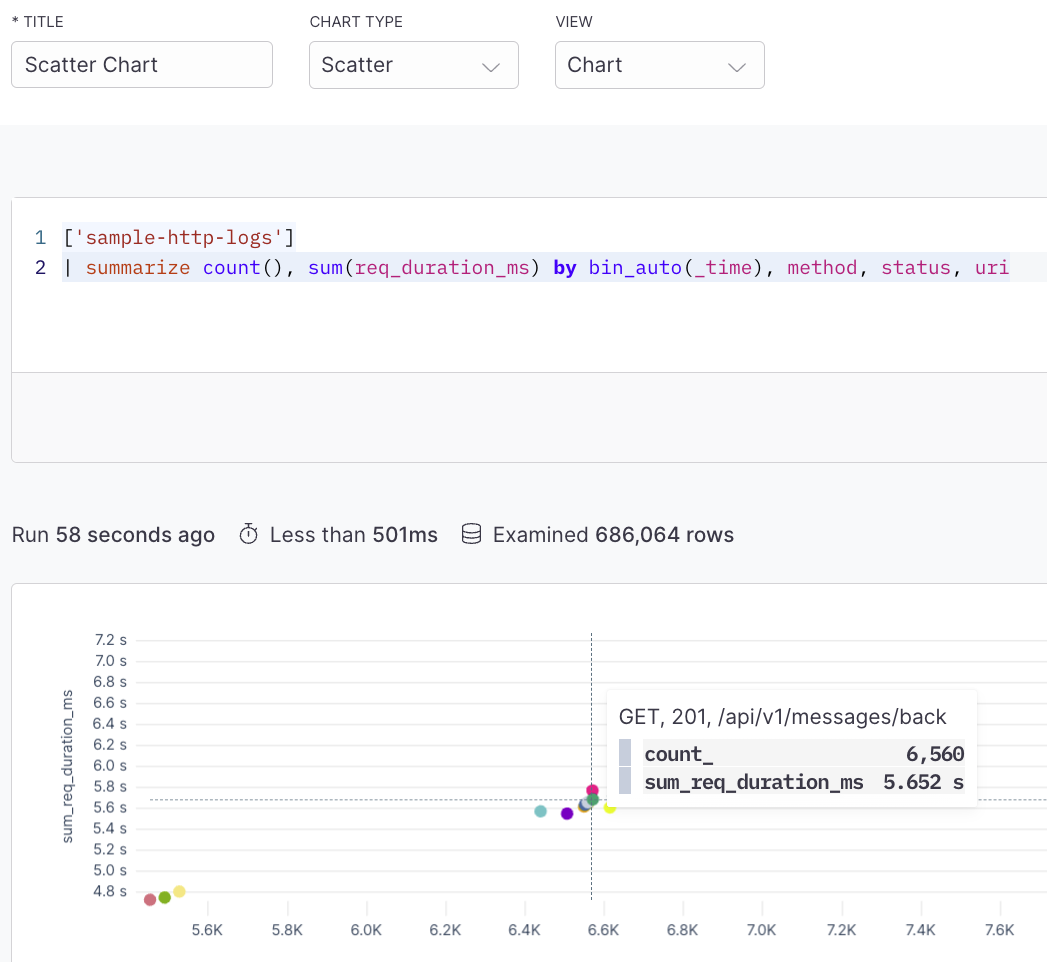 * TITLE
CHART TYPE
VIEW
Scatter Chart
Scatter
Chart
1 ['sample-http-logs']
2 | summarize count(), sum(req_duration_ms) by bin_auto(_time), method, status, uri
Run 58 seconds ago Less than 501ms Examined 686,064 rows
sum_req_duration_ms
7.2 s
7.0 s
6.8 s
6.6 s
6.4 s
6.2 s
6.0 s
5.8 s
5.6 s
5.4 s
5.2 s
5.0 s
4.8 s
GET, 201, /api/v1/messages/back
count_ 6,560
sum_req_duration_ms 5.652 s
5.6K 5.8K 6.0K 6.2K 6.4K 6.6K 6.8K 7.0K 7.2K 7.4K 7.6K